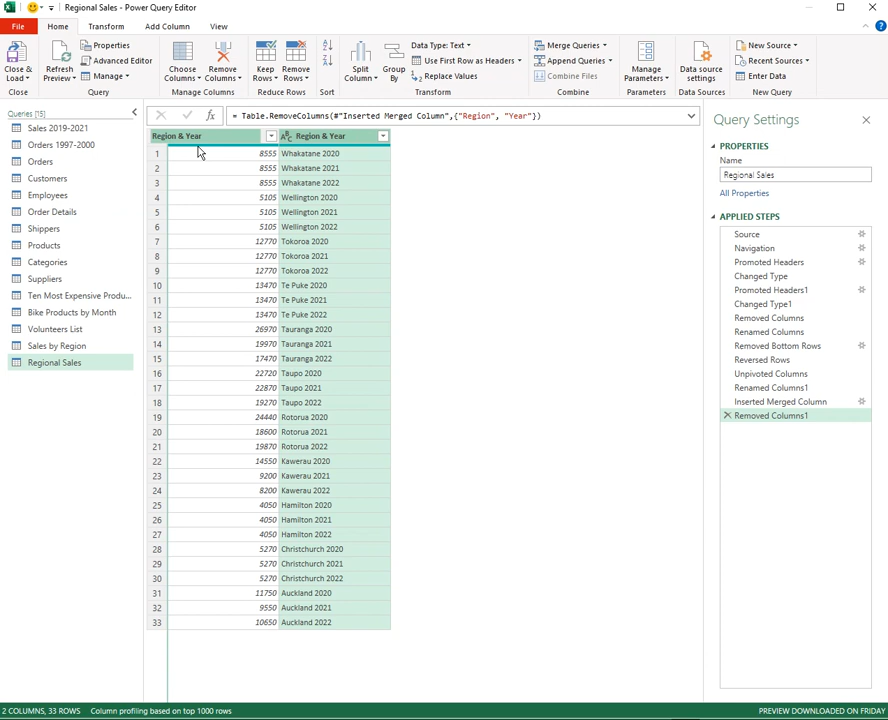 Regional Sales - Power Query Editor
File Home Transform Add Column View
Close & Load
Refresh Preview
Properties
Advanced Editor
Manage
Choose Columns
Remove Columns
Keep Rows
Remove Rows
Split Column
Group By
Data Type: Text
Use First Row as Headers
Replace Values
Merge Queries
Append Queries
Combine Files
Manage Parameters
Data source settings
New Source
Recent Sources
Enter Data
Close Query Manage Columns Reduce Rows Sort Transform Combine Parameters Data Sources New Query
Queries [15]
Sales 2019-2021
Orders 1997-2000
Orders
Customers
Employees
Order Details
Shippers
Products
Categories
Suppliers
Ten Most Expensive Produ...
Bike Products by Month
Volunteers List
Sales by Region
Regional Sales
= Table.RemoveColumns(#"Inserted Merged Column",{"Region", "Year"})
Region & Year ABC Region & Year
1 8555 Whakatane 2020
2 8555 Whakatane 2021
3 8555 Whakatane 2022
4 5105 Wellington 2020
5 5105 Wellington 2021
6 5105 Wellington 2022
7 12770 Tokoroa 2020
8 12770 Tokoroa 2021
9 12770 Tokoroa 2022
10 13470 Te Puke 2020
11 13470 Te Puke 2021
12 13470 Te Puke 2022
13 26970 Tauranga 2020
14 19970 Tauranga 2021
15 17470 Tauranga 2022
16 22720 Taupo 2020
17 22870 Taupo 2021
18 19270 Taupo 2022
19 24440 Rotorua 2020
20 18600 Rotorua 2021
21 19870 Rotorua 2022
22 14550 Kawerau 2020
23 9200 Kawerau 2021
24 8200 Kawerau 2022
25 4050 Hamilton 2020
26 4050 Hamilton 2021
27 4050 Hamilton 2022
28 5270 Christchurch 2020
29 5270 Christchurch 2021
30 5270 Christchurch 2022
31 11750 Auckland 2020
32 9550 Auckland 2021
33 10650 Auckland 2022
Query Settings
PROPERTIES
Name
Regional Sales
All Properties
APPLIED STEPS
Source
Navigation
Promoted Headers
Changed Type
Promoted Headers1
Changed Type1
Removed Columns
Renamed Columns
Removed Bottom Rows
Reversed Rows
Unpivoted Columns
Renamed Columns1
Inserted Merged Column
Removed Columns1
2 COLUMNS, 33 ROWS Column profiling based on top 1000 rows PREVIEW DOWNLOADED ON FRIDAY